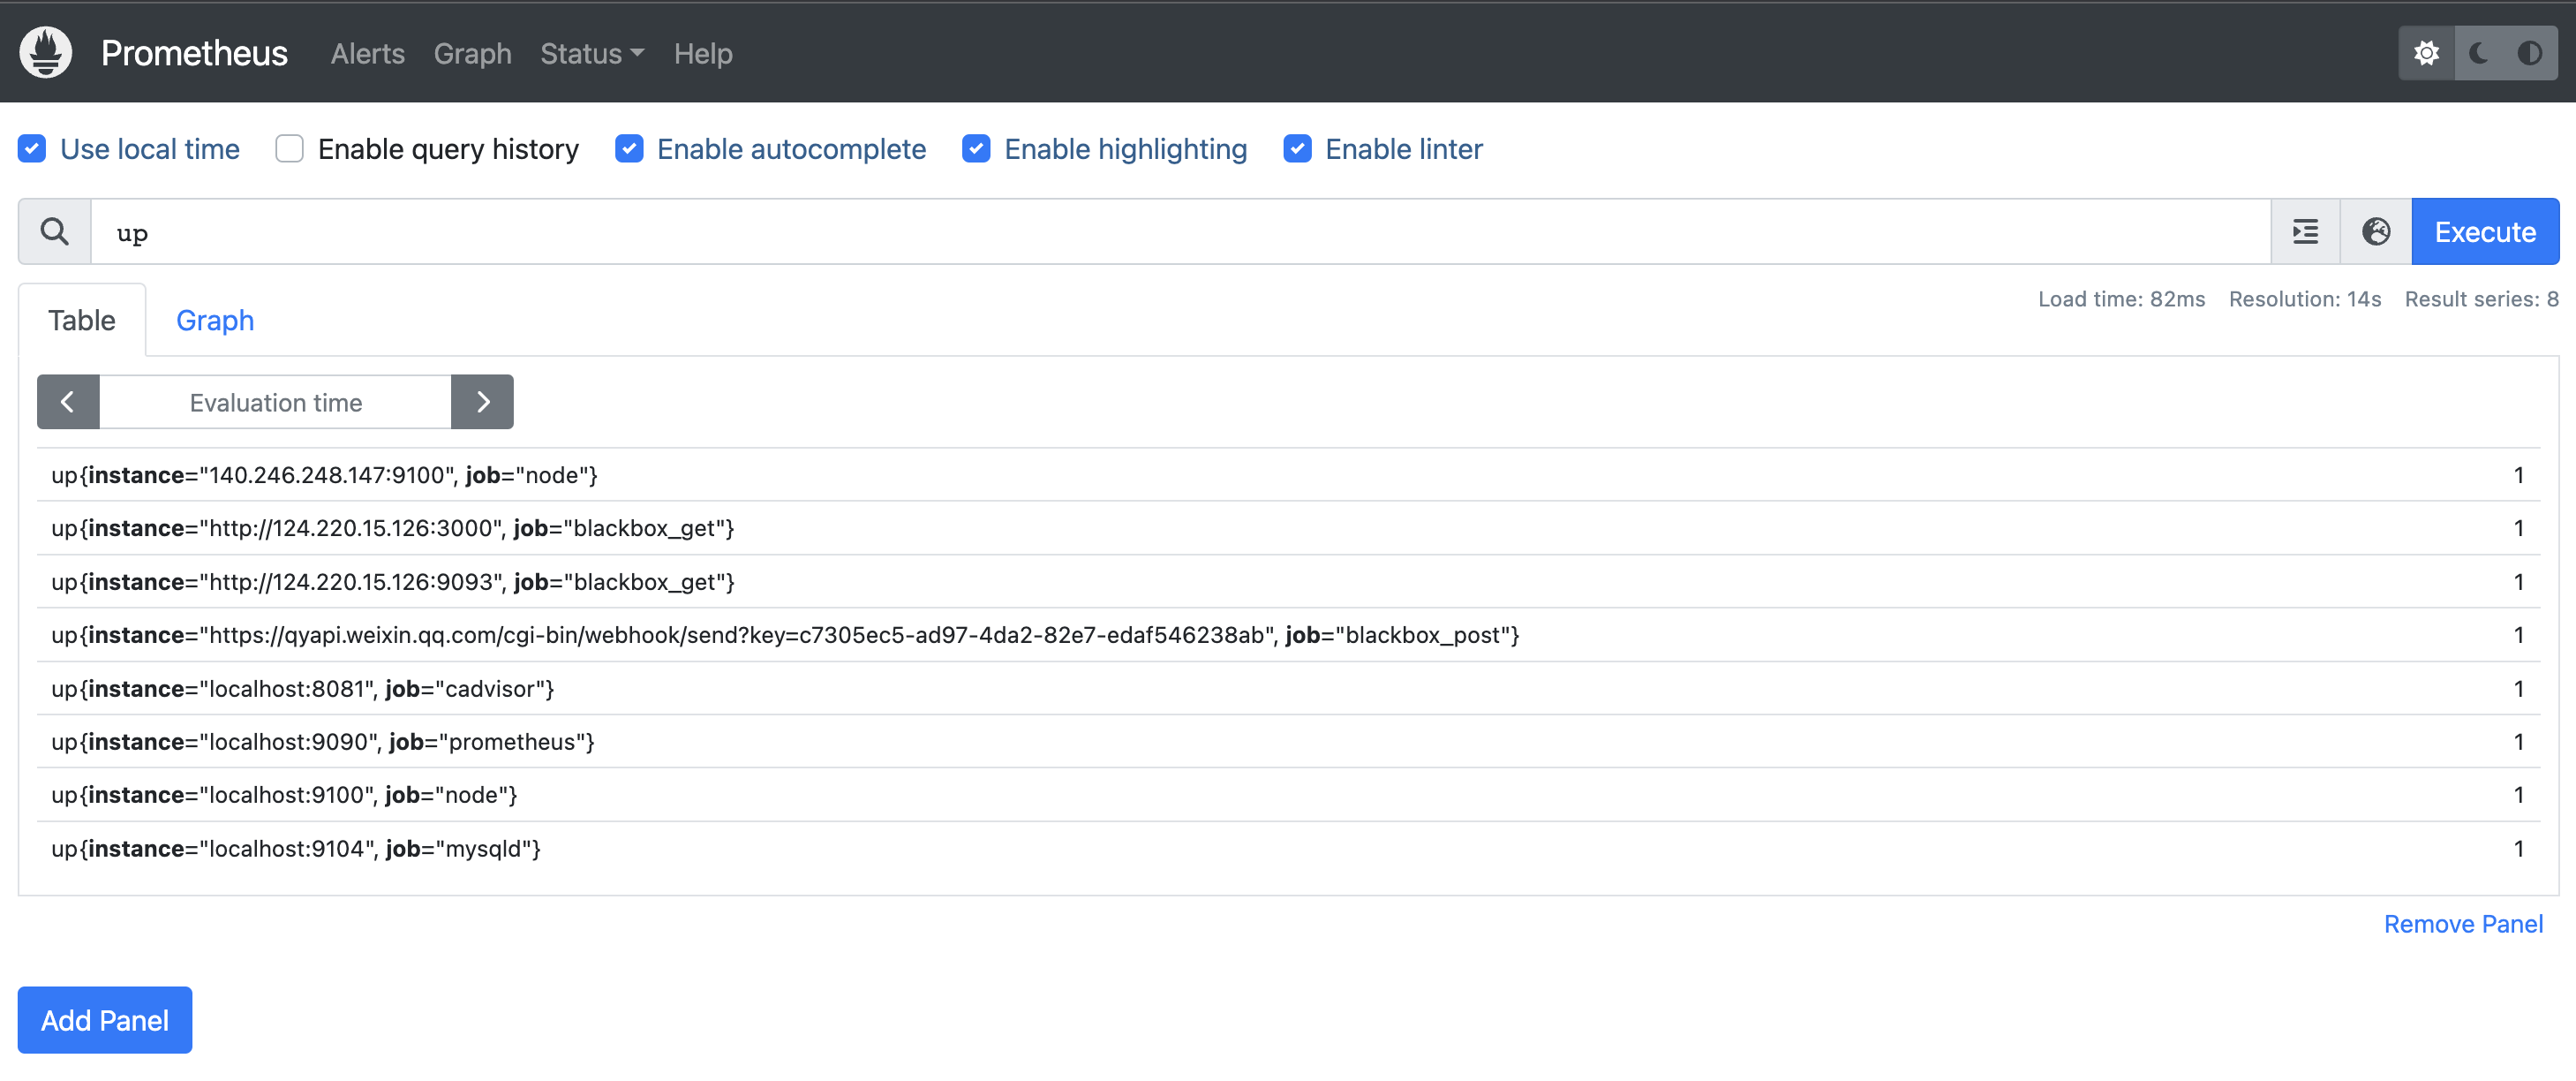 Prometheus Alerts Graph Status Help
Use local time Enable query history Enable autocomplete Enable highlighting Enable linter
up Execute
Load time: 82ms Resolution: 14s Result series: 8
Table Graph
Evaluation time
up{instance="140.246.248.147:9100", job="node"} 1
up{instance="http://124.220.15.126:3000", job="blackbox_get"} 1
up{instance="http://124.220.15.126:9093", job="blackbox_get"} 1
up{instance="https://qyapi.weixin.qq.com/cgi-bin/webhook/send?key=c7305ec5-ad97-4da2-82e7-edaf546238ab", job="blackbox_post"} 1
up{instance="localhost:8081", job="cadvisor"} 1
up{instance="localhost:9090", job="prometheus"} 1
up{instance="localhost:9100", job="node"} 1
up{instance="localhost:9104", job="mysqld"} 1
Remove Panel
Add Panel